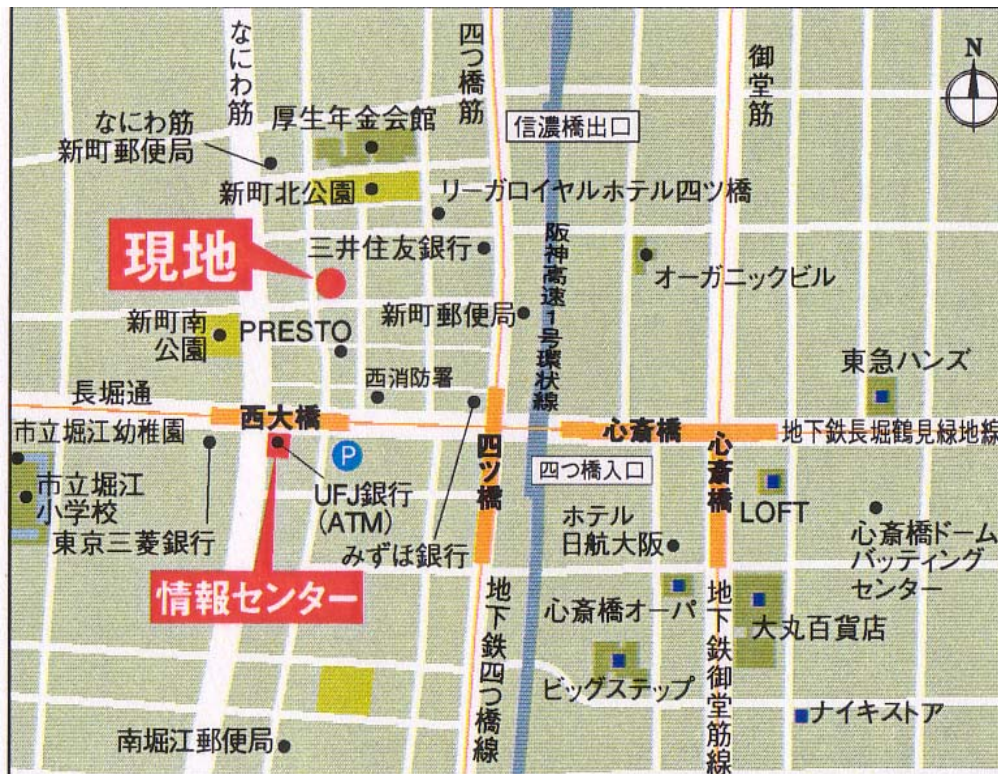 なにわ筋
四つ橋筋
御堂筋
N
なにわ筋
新町郵便局
厚生年金会館
信濃橋出口
新町北公園
リーガロイヤルホテル四ツ橋
現地
三井住友銀行
阪神高速1号環状線
オーガニックビル
新町南
公園
PRESTO
新町郵便局
長堀通
西消防署
東急ハンズ
西大橋
四ツ橋
心斎橋
心斎橋
地下鉄長堀鶴見緑地線
市立堀江幼稚園
P
四つ橋入口
市立堀江
小学校
UFJ銀行
(ATM)
LOFT
東京三菱銀行
みずほ銀行
ホテル
日航大阪
心斎橋ドーム
バッティング
センター
情報センター
地下鉄四つ橋線
心斎橋オーパ
地下鉄御堂筋線
大丸百貨店
ビッグステップ
ナイキストア
南堀江郵便局